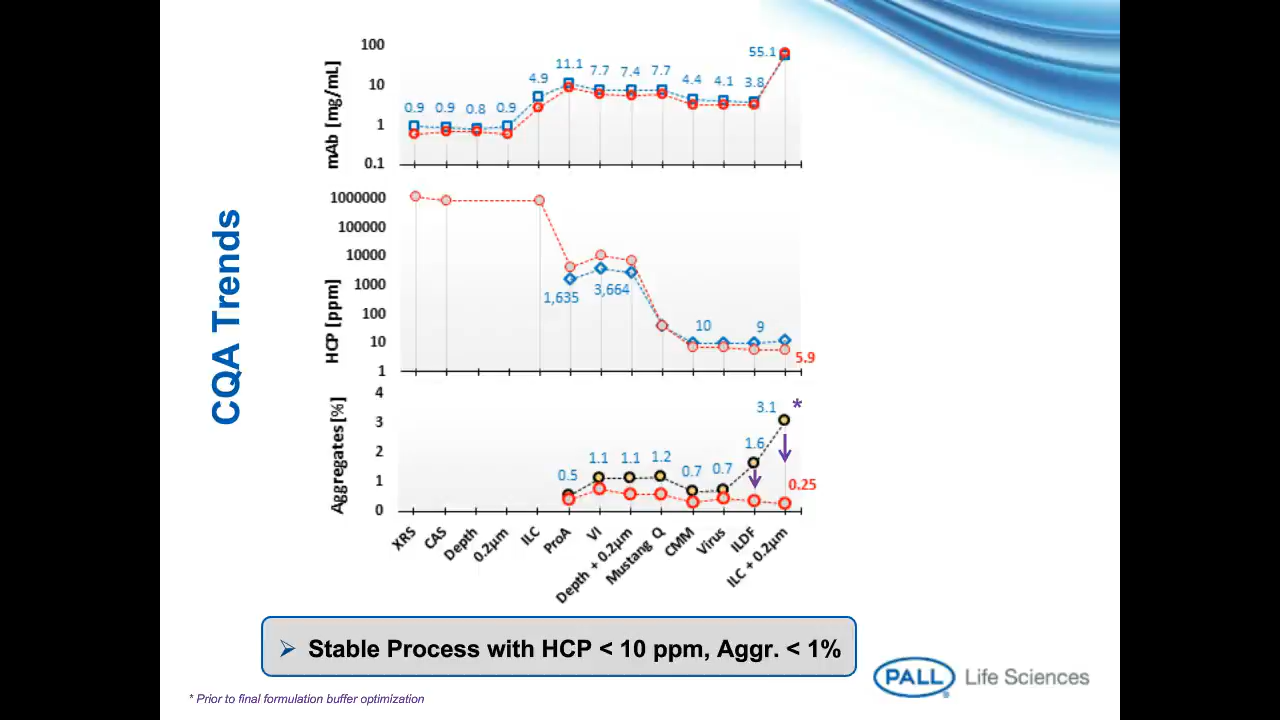 CQA Trends
mAb [mg/mL]
100
10
1
0.1
0.9 0.9 0.8 0.9 4.9 11.1 7.7 7.4 7.7 4.4 4.1 3.8 55.1
HCP [ppm]
1000000
100000
10000
1000
100
10
1
1,635 3,664 10 9 5.9
Aggregates [%]
4
3
2
1
0
0.5 1.1 1.1 1.2 0.7 0.7 1.6 3.1 *
0.25
XRS CAS Depth 0.2µm ILC ProA VI Depth + 0.2µm Mustang Q CMM Virus ILDF ILC + 0.2µm
➢ Stable Process with HCP < 10 ppm, Aggr. < 1%
PALL® Life Sciences
* Prior to final formulation buffer optimization